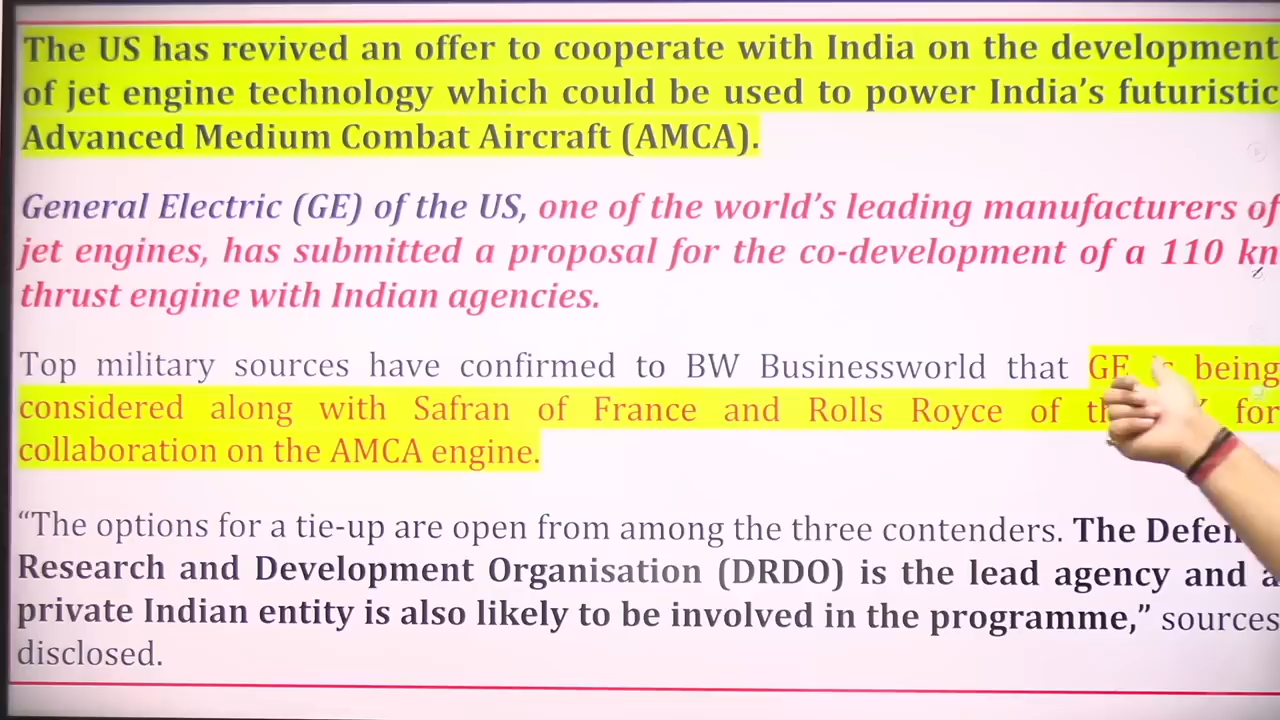 The US has revived an offer to cooperate with India on the development
of jet engine technology which could be used to power India’s futuristic
Advanced Medium Combat Aircraft (AMCA).
General Electric (GE) of the US, one of the world’s leading manufacturers of
jet engines, has submitted a proposal for the co-development of a 110 kn
thrust engine with Indian agencies.
Top military sources have confirmed to BW Businessworld that GE is being
considered along with Safran of France and Rolls Royce of for
collaboration on the AMCA engine.
“The options for a tie-up are open from among the three contenders. The
Research and Development Organisation (DRDO) is the lead agency and a
private Indian entity is also likely to be involved in the programme,” sources
disclosed.